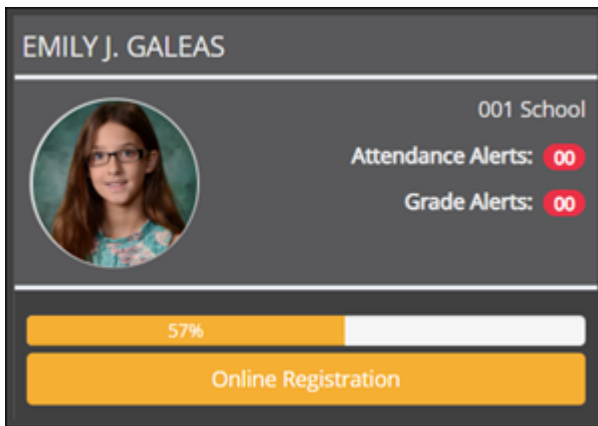 EMILY J. GALEAS
001 School
Attendance Alerts: 00
Grade Alerts: 00
57%
Online Registration